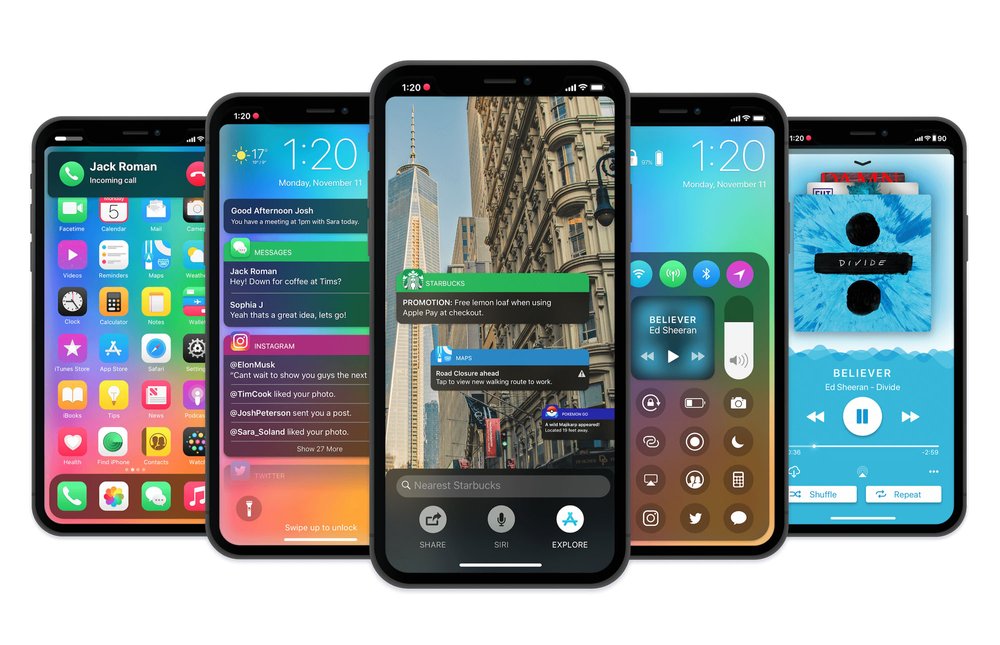 Jack Roman
Incoming call
Facetime
Monday
5
Calendar
Mail
Videos
Reminders
Maps
Clock
Calculator
Notes
iTunes Store
App Store
Safari
iBooks
Tips
News
Health
Find iPhone
Contacts
1:20
17°
1:20
Monday, November 11
Good Afternoon Josh
You have a meeting at 1pm with Sara today.
MESSAGES
Jack Roman
Hey! Down for coffee at Tims?
Sophia J
Yeah thats a great idea, lets go!
INSTAGRAM
@ElonMusk
"Cant wait to show you guys the next
@TimCook liked your photo.
@JoshPeterson sent you a post.
@Sara_Soland liked your photo.
Show 27 More
TWITTER
Swipe up to unlock
1:20
STARBUCKS
PROMOTION: Free lemon loaf when using
Apple Pay at checkout.
MAPS
Road Closure ahead
Tap to view new walking route to work.
POKEMON GO
A wild Majikarp appeared!
Located 19 feet away
Nearest Starbucks
SHARE
SIRI
EXPLORE
97%
1:20
Monday, November 11
BELIEVER
Ed Sheeran
1:20
90
DIVIDE
BELIEVER
Ed Sheeran - Divide
0:36
-2:59
Shuffle
Repeat